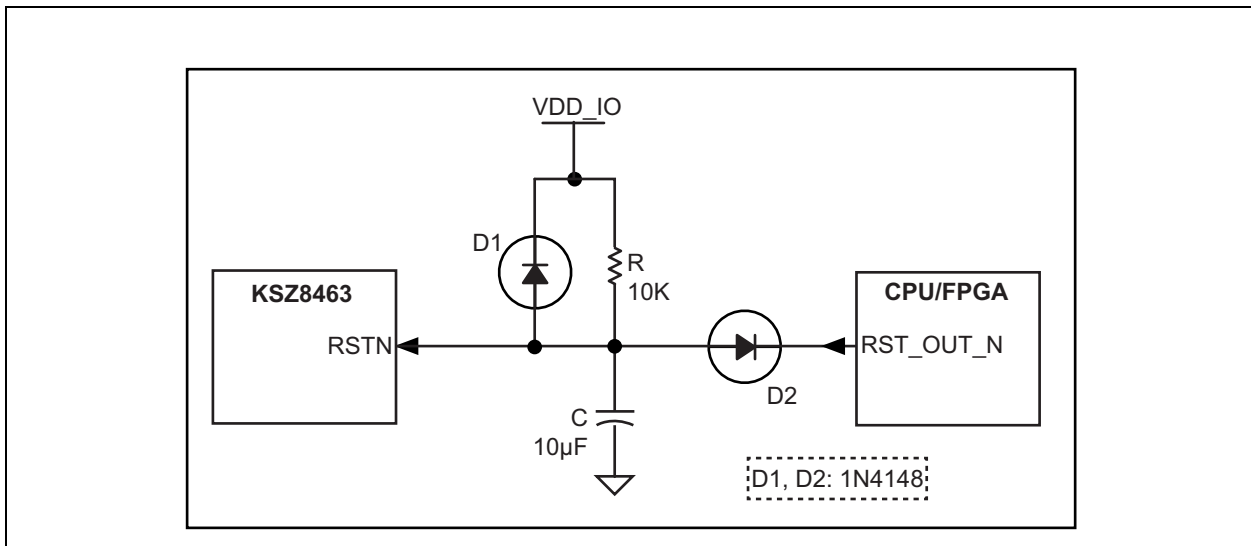 VDD_IO
D1
R
10K
KSZ8463
CPU/FPGA
RSTN
RST_OUT_N
D2
C
10µF
D1, D2: 1N4148